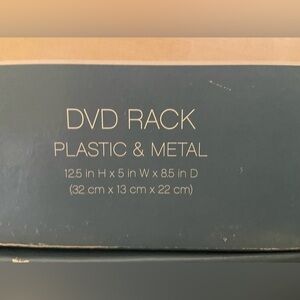 DVD RACK
PLASTIC & METAL
12.5 in H x 5 in W x 8.5 in D
(32 cm x 13 cm x 22 cm)